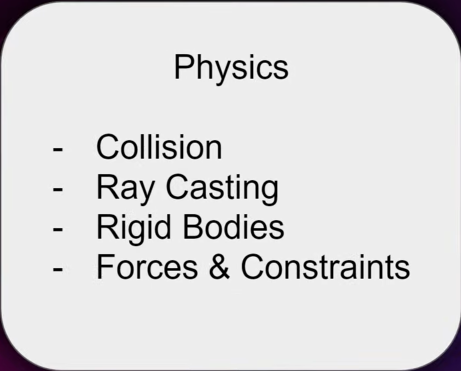 Physics
- Collision
- Ray Casting
- Rigid Bodies
- Forces & Constraints